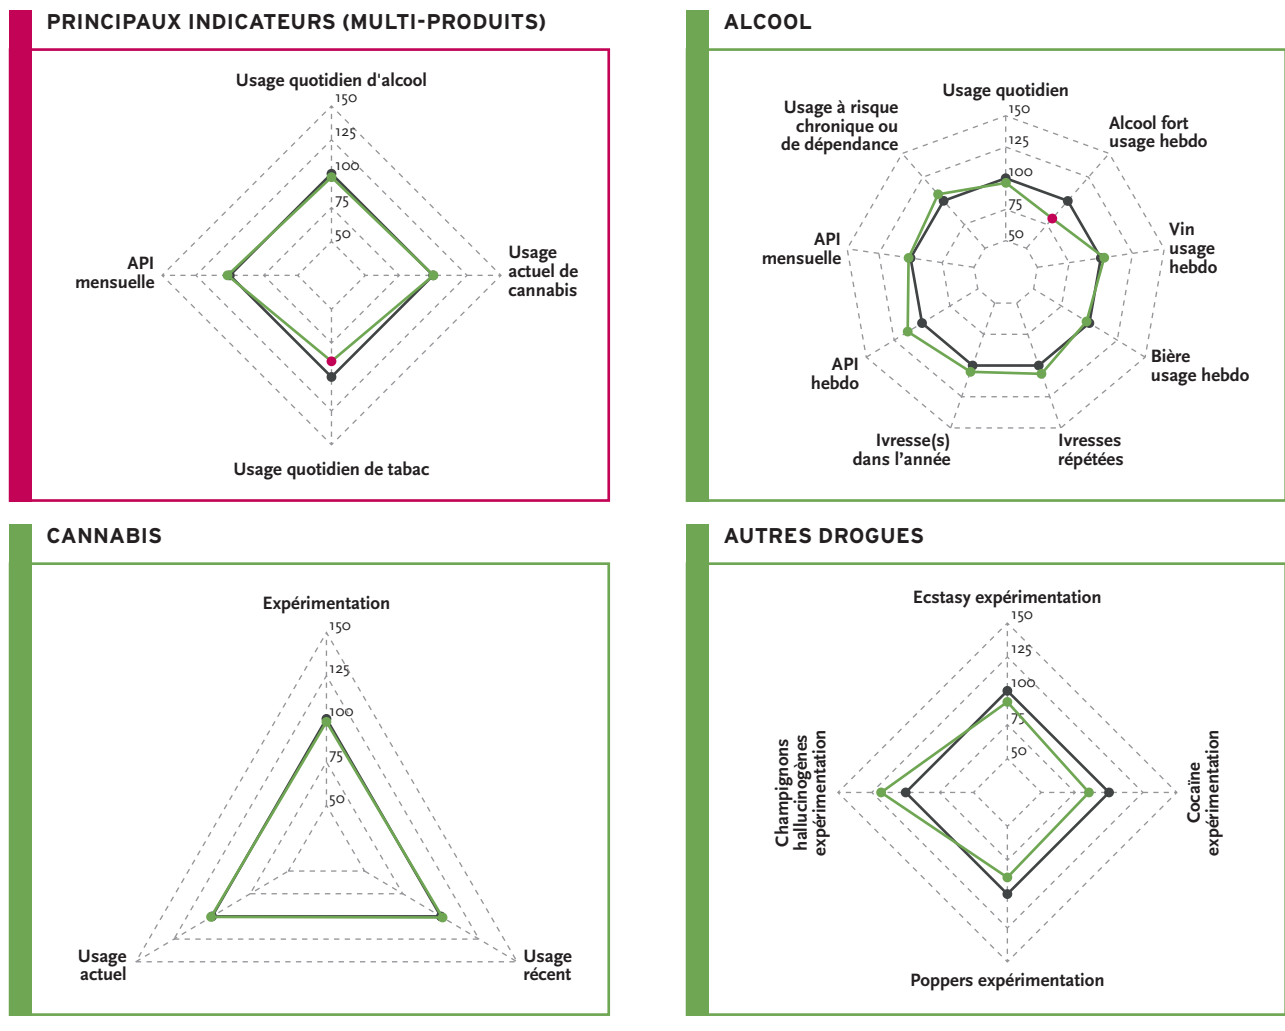 PRINCIPAUX INDICATEURS (MULTI-PRODUITS)
Usage quotidien d'alcool
150
125
100
75
50
API
mensuelle
Usage
actuel de
cannabis
Usage quotidien de tabac
ALCOOL
Usage quotidien
150
125
100
75
50
Alcool fort
usage hebdo
Vin
usage
hebdo
Bière
usage hebdo
Ivresses
répétées
Ivresse(s)
dans l'année
API
hebdo
API
mensuelle
Usage à risque
chronique ou
de dépendance
CANNABIS
Expérimentation
150
125
100
75
50
Usage
actuel
Usage
récent
AUTRES DROGUES
Ecstasy expérimentation
150
125
100
75
50
Champignons
hallucinogènes
expérimentation
Cocaïne
expérimentation
Poppers expérimentation